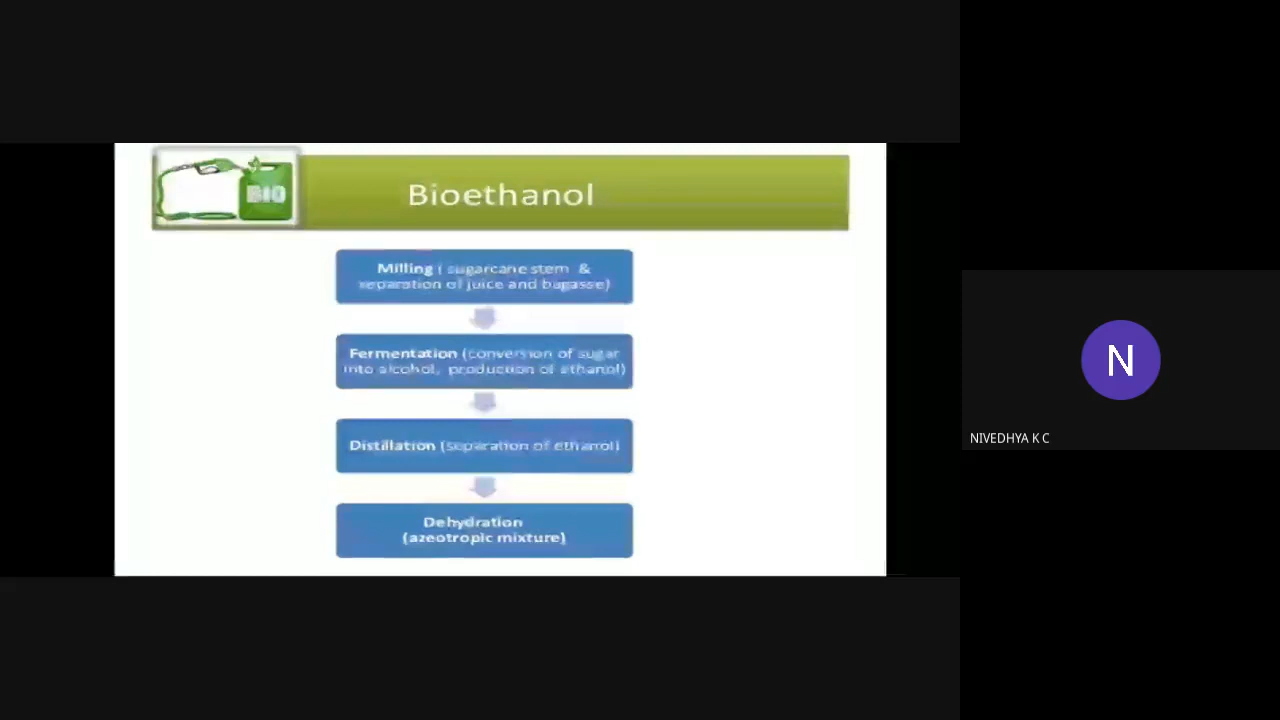 BIO
Bioethanol
Milling ( sugarcane stem &
separation of juice and bagasse)
Fermentation (conversion of sugar
into alcohol, production of ethanol)
Distillation (separation of ethanol)
Dehydration
(azeotropic mixture)
N
NIVEDHYA K C